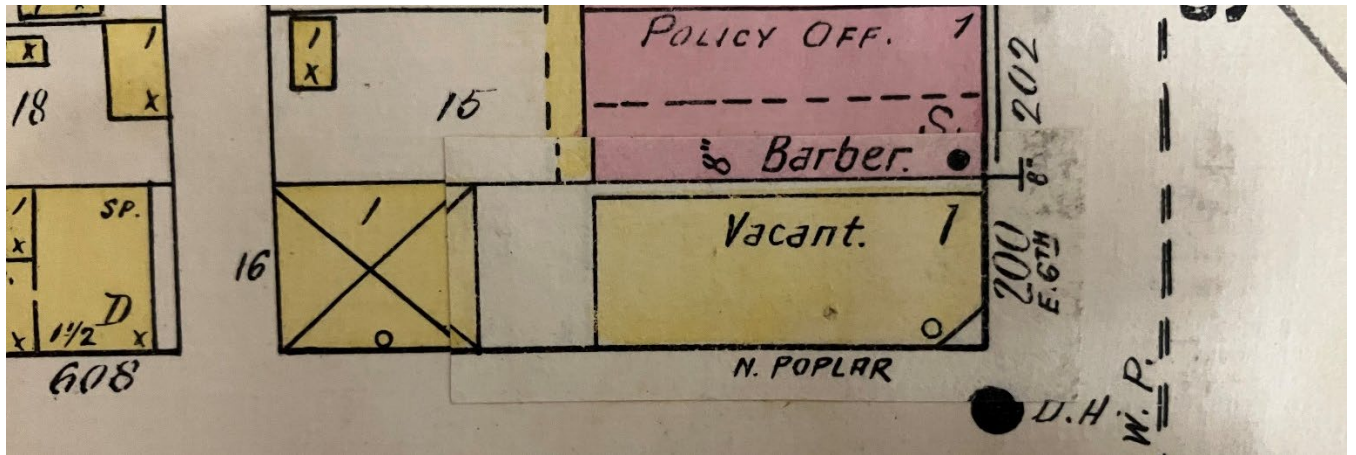 X
1
X
18
1
X
15
POLICY OFF. 1
S.
202
8" Barber.
8"
SP.
1
X
1½ D X
X
608
16
1
Vacant. 1
200
E. 6TH
N. POPLAR
D.H
W. P.